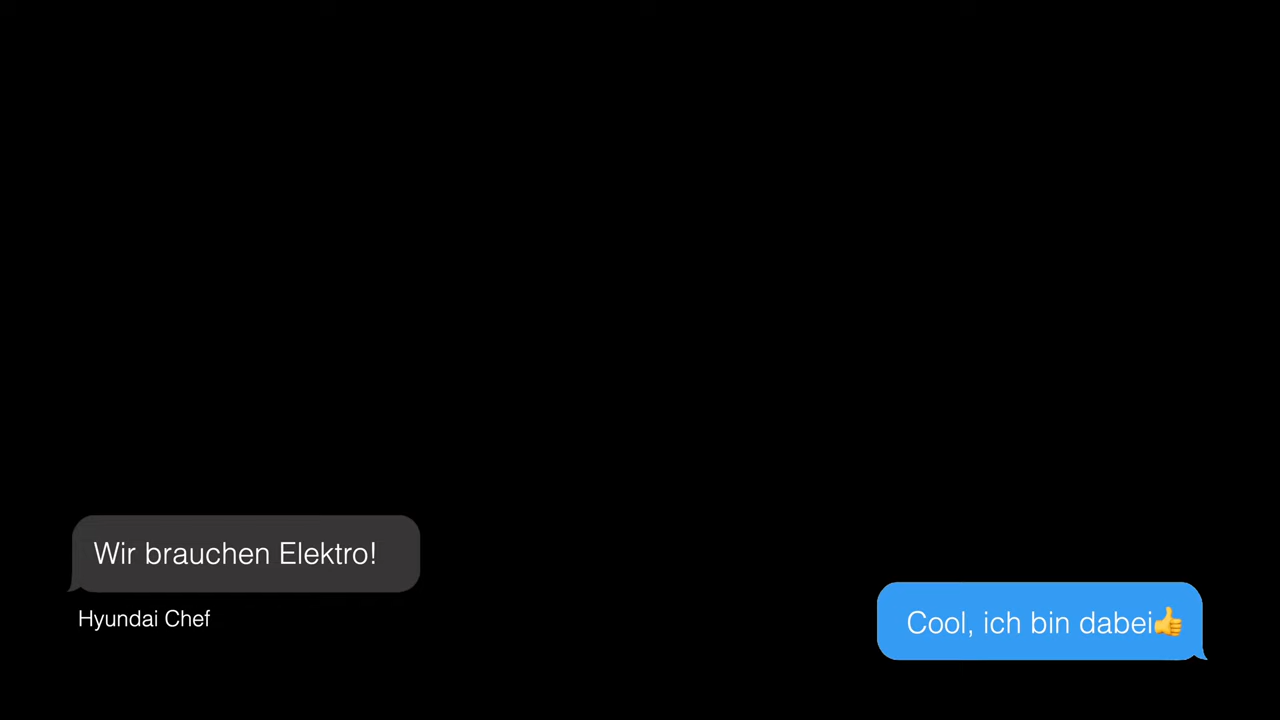 Wir brauchen Elektro!
Hyundai Chef
Cool, ich bin dabei👍